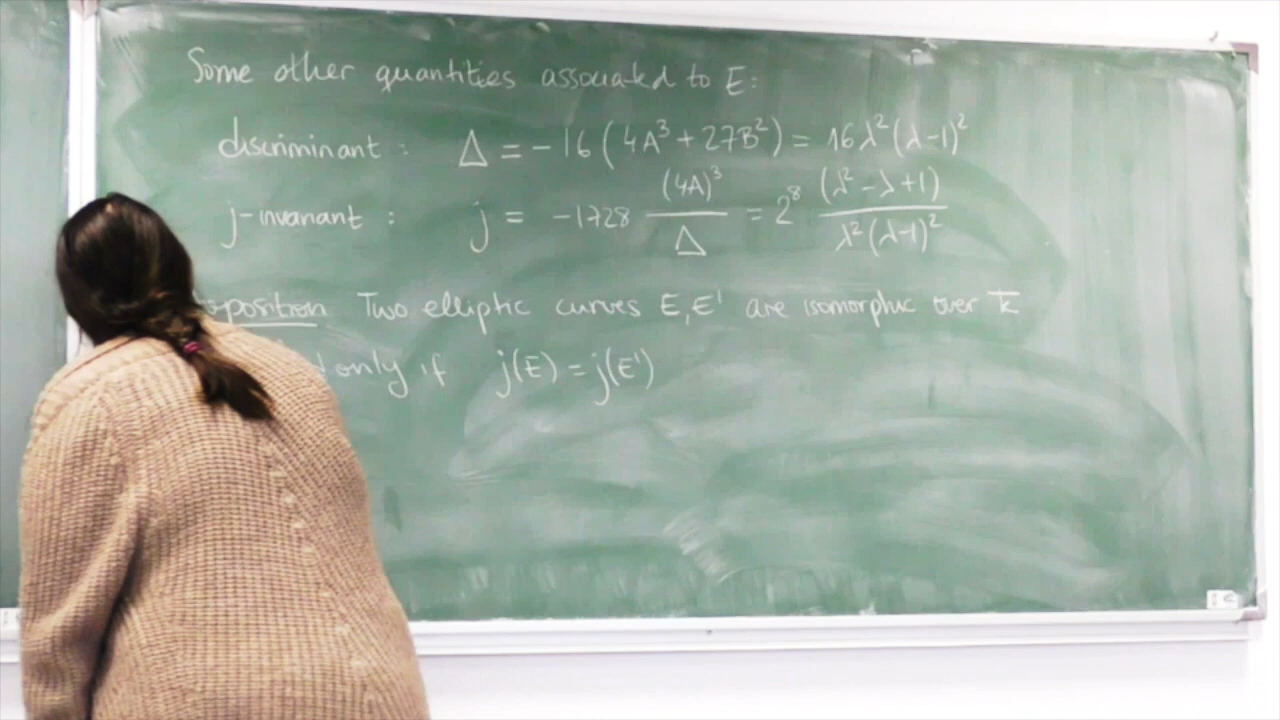 Some other quantities associated to E:
discriminant : Δ = -16(4A³ + 27B²) = 16λ²(λ-1)²
j-invariant : j = -1728 (4A)³/Δ = 2⁸ (λ²-λ+1)/(λ²(λ-1)²)
oposition Two elliptic curves E, E' are isomorphic over k̅
only if j(E) = j(E')